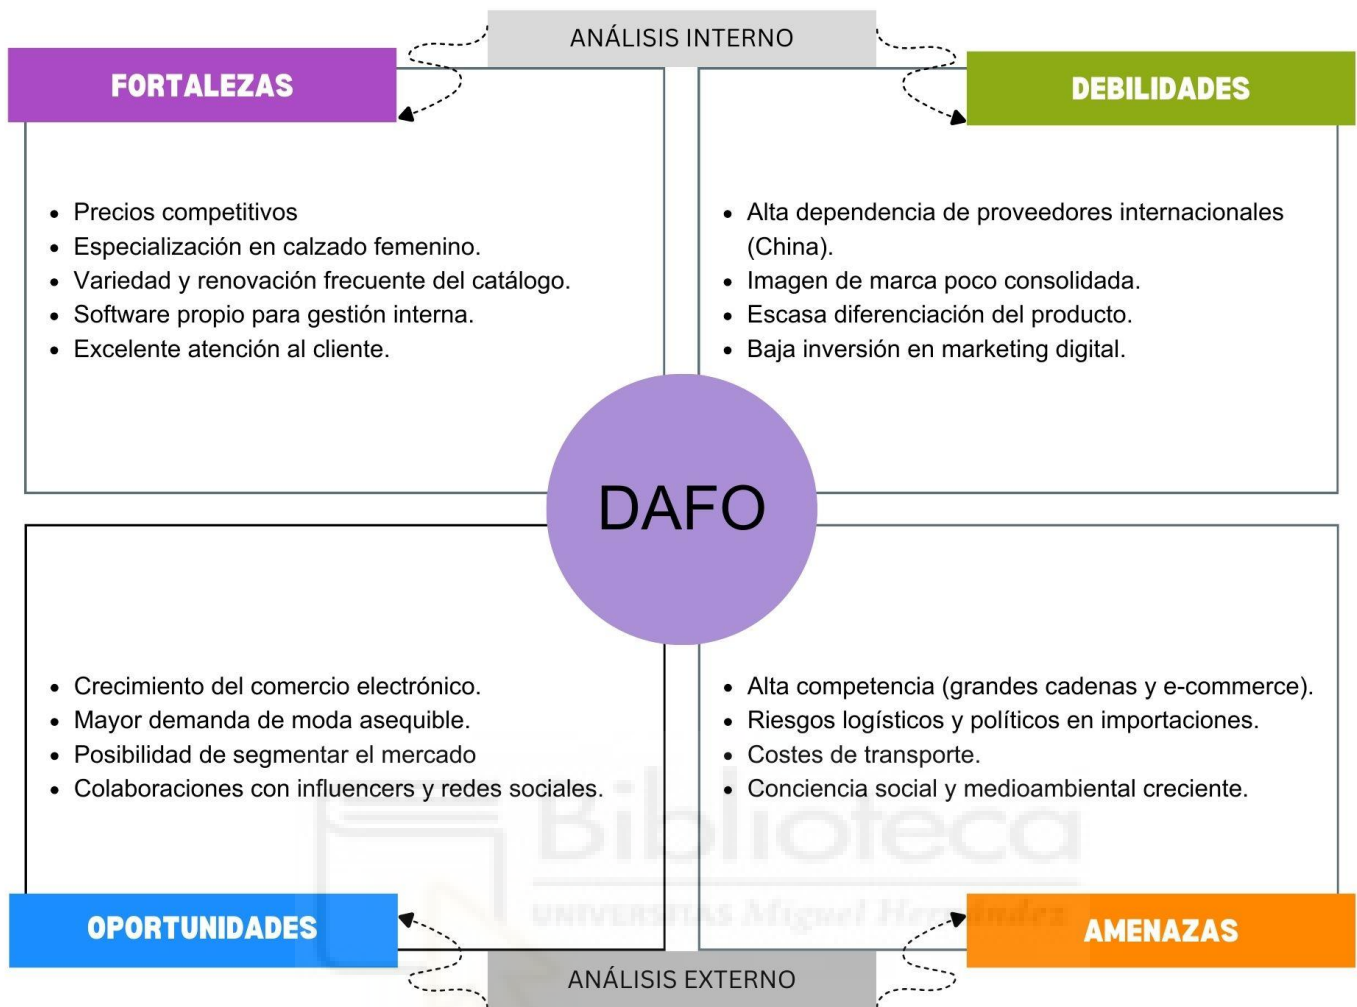 ANÁLISIS INTERNO
FORTALEZAS
• Precios competitivos
• Especialización en calzado femenino.
• Variedad y renovación frecuente del catálogo.
• Software propio para gestión interna.
• Excelente atención al cliente.
DEBILIDADES
• Alta dependencia de proveedores internacionales
(China).
• Imagen de marca poco consolidada.
• Escasa diferenciación del producto.
• Baja inversión en marketing digital.
DAFO
• Crecimiento del comercio electrónico.
• Mayor demanda de moda asequible.
• Posibilidad de segmentar el mercado
• Colaboraciones con influencers y redes sociales.
OPORTUNIDADES
• Alta competencia (grandes cadenas y e-commerce).
• Riesgos logísticos y políticos en importaciones.
• Costes de transporte.
• Conciencia social y medioambiental creciente.
AMENAZAS
ANÁLISIS EXTERNO
Biblioteca
UNIVERSITAS Miguel Hernández